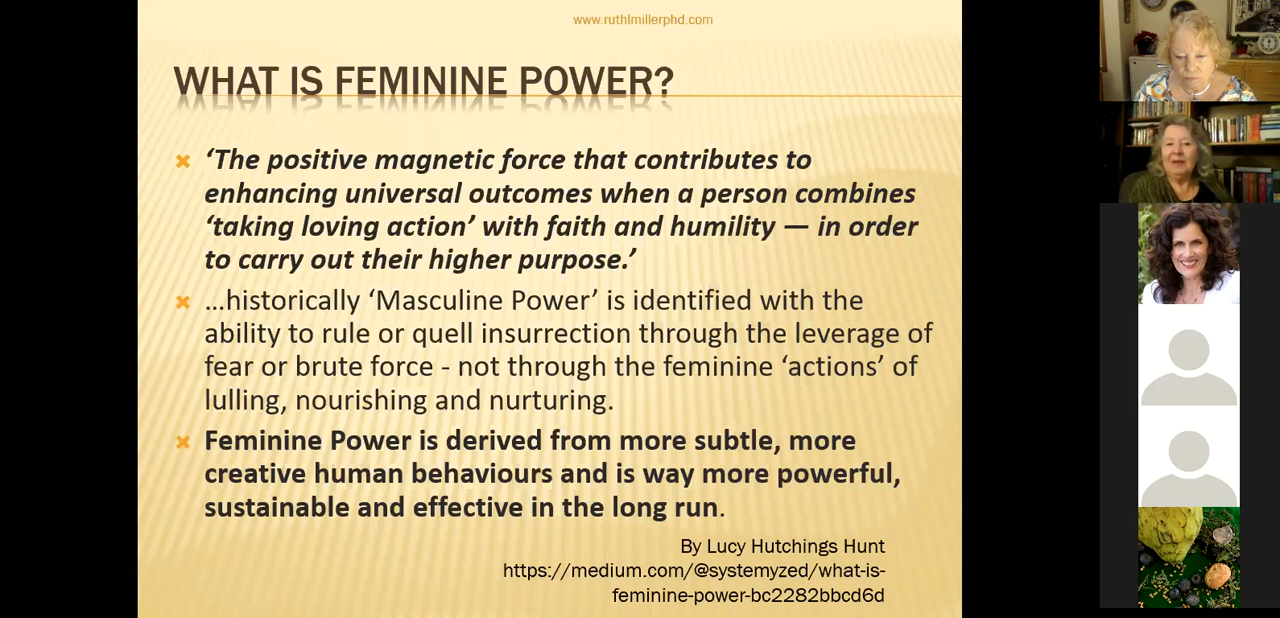 www.ruthlmillerphd.com
WHAT IS FEMININE POWER?
‘The positive magnetic force that contributes to
enhancing universal outcomes when a person combines
‘taking loving action’ with faith and humility — in order
to carry out their higher purpose.’
...historically ‘Masculine Power’ is identified with the
ability to rule or quell insurrection through the leverage of
fear or brute force - not through the feminine ‘actions’ of
lulling, nourishing and nurturing.
Feminine Power is derived from more subtle, more
creative human behaviours and is way more powerful,
sustainable and effective in the long run.
By Lucy Hutchings Hunt
https://medium.com/@systemyzed/what-is-
feminine-power-bc2282bbcd6d